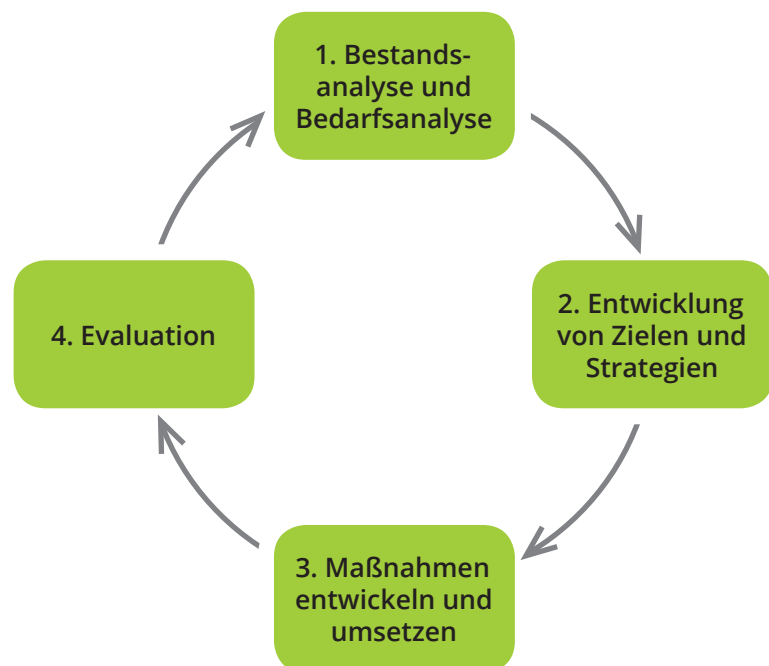 1. Bestands-
analyse und
Bedarfsanalyse
2. Entwicklung
von Zielen und
Strategien
3. Maßnahmen
entwickeln und
umsetzen
4. Evaluation